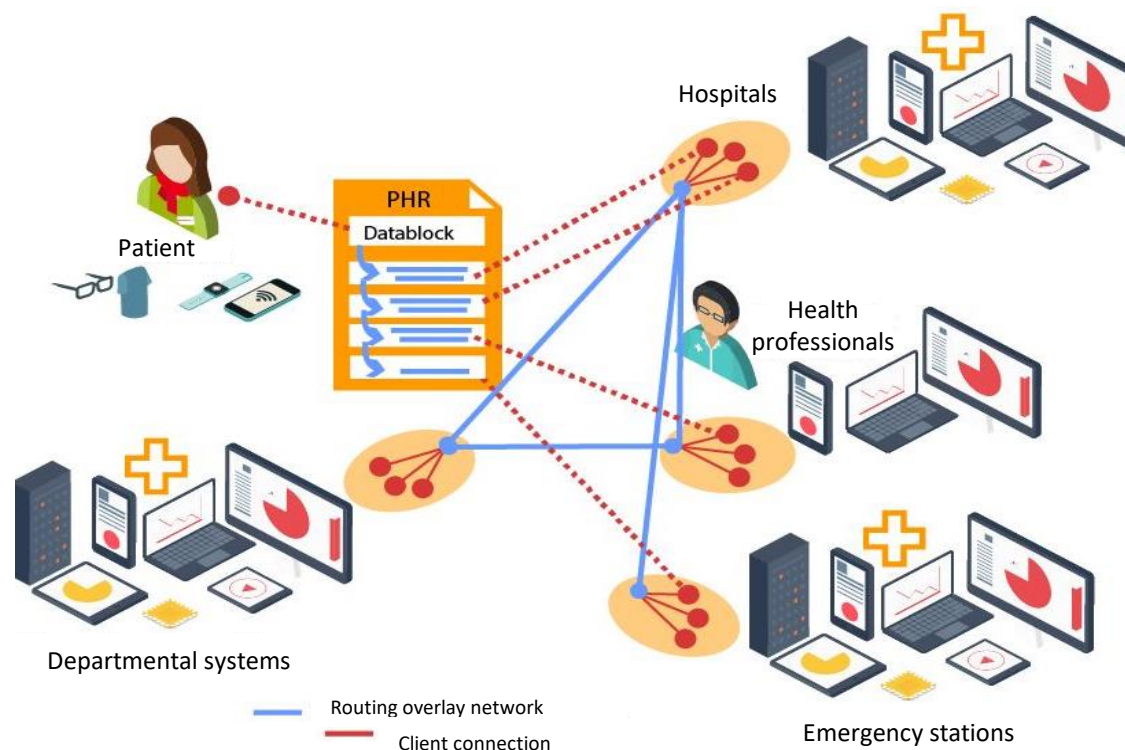 Hospitals
PHR
Datablock
Patient
Health
professionals
Departmental systems
Routing overlay network
Client connection
Emergency stations